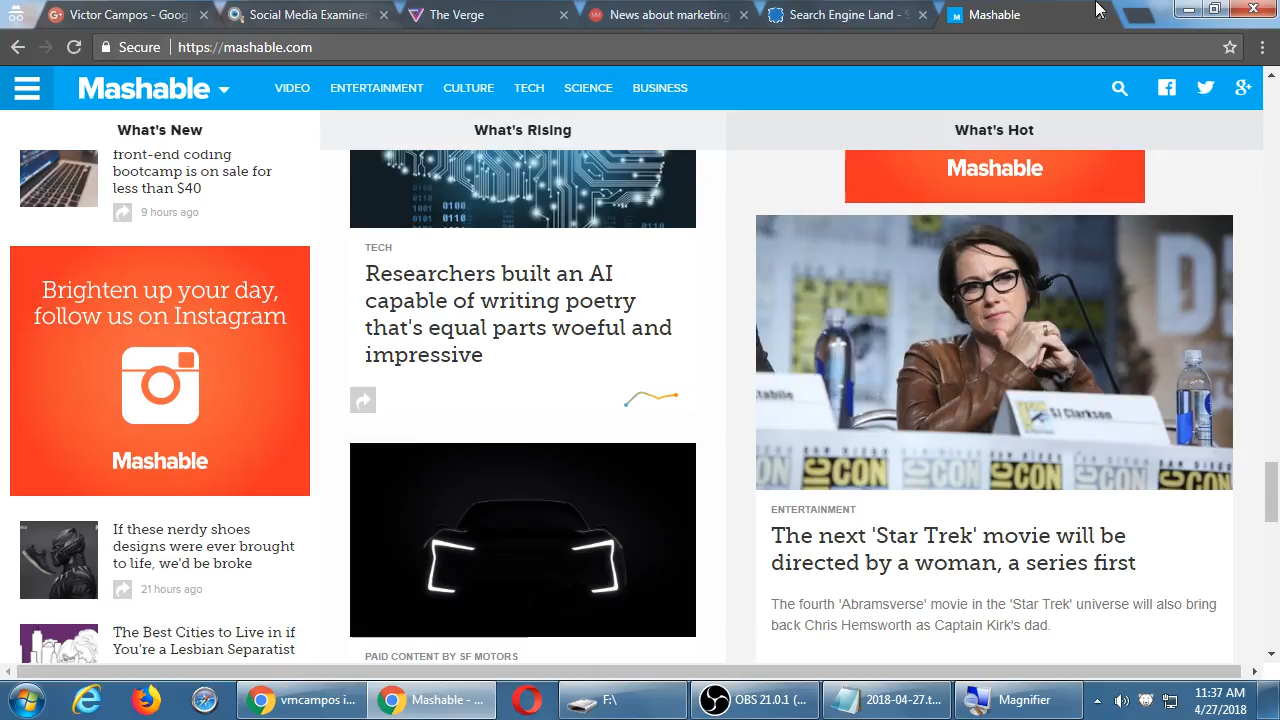 Victor Campos - Goog
Social Media Examiner
The Verge
News about marketing
Search Engine Land - S
Mashable
Secure
https://mashable.com
Mashable
VIDEO
ENTERTAINMENT
CULTURE
TECH
SCIENCE
BUSINESS
What's New
What's Rising
What's Hot
front-end coding
bootcamp is on sale for
less than $40
9 hours ago
Brighten up your day,
follow us on Instagram
Mashable
If these nerdy shoes
designs were ever brought
to life, we'd be broke
21 hours ago
The Best Cities to Live in if
You're a Lesbian Separatist
TECH
Researchers built an AI
capable of writing poetry
that's equal parts woeful and
impressive
PAID CONTENT BY SF MOTORS
Mashable
SJ Clarkson
ENTERTAINMENT
The next 'Star Trek' movie will be
directed by a woman, a series first
The fourth 'Abramsverse' movie in the 'Star Trek' universe will also bring
back Chris Hemsworth as Captain Kirk's dad.
vmcampos i...
Mashable - ...
F:\
OBS 21.0.1 (...
2018-04-27.t...
Magnifier
11:37 AM
4/27/2018